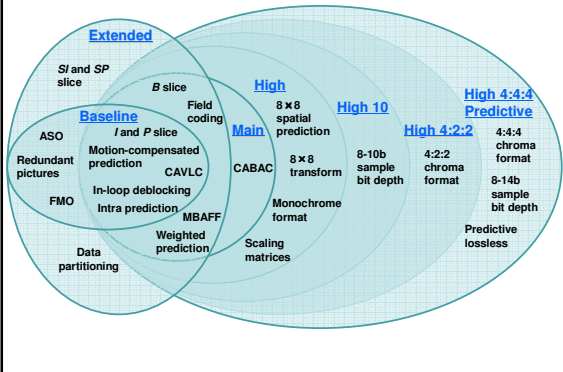 Extended
SI and SP
slice
B slice
Field
coding
Baseline
I and P slice
ASO
Motion-compensated
prediction
Redundant
pictures
CAVLC
In-loop deblocking
FMO
Intra prediction
MBAFF
Weighted
prediction
Data
partitioning
Main
CABAC
High
8×8
spatial
prediction
8×8
transform
Monochrome
format
Scaling
matrices
High 10
8-10b
sample
bit depth
High 4:2:2
4:2:2
chroma
format
High 4:4:4
Predictive
4:4:4
chroma
format
8-14b
sample
bit depth
Predictive
lossless